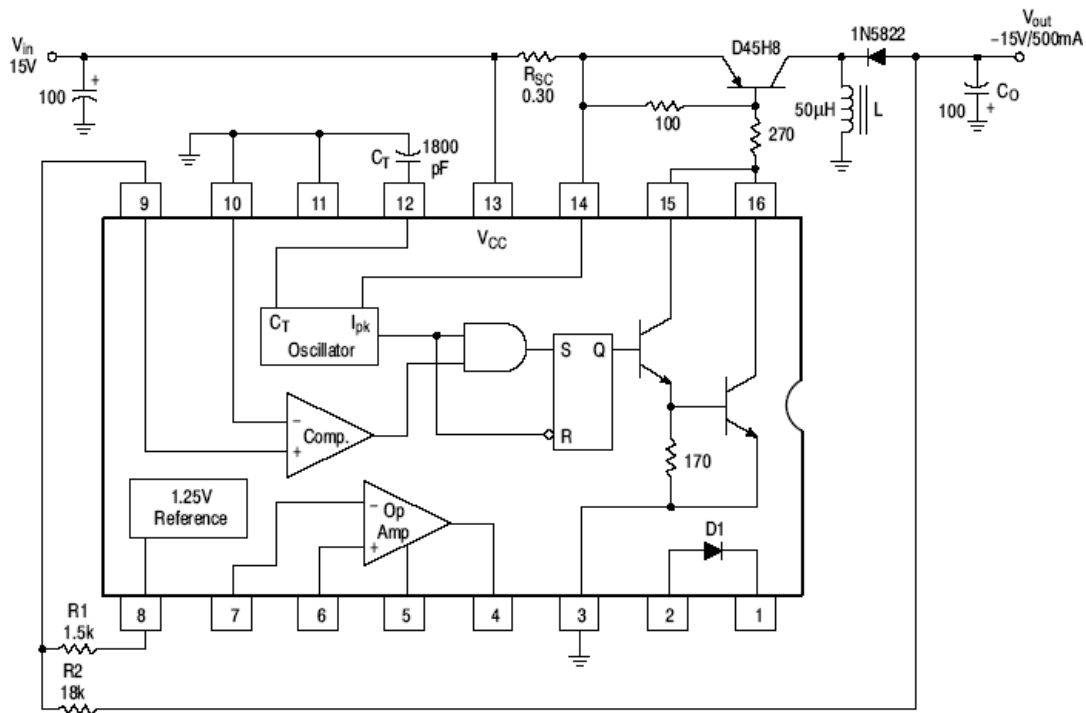 Vin
15V
100
+
RSC
0.30
D45H8
1N5822
Vout
−15V/500mA
100
270
50μH
L
100
CO
+
CT
1800
pF
9
10
11
12
13
14
15
16
VCC
CT
Ipk
Oscillator
S
Q
R
−
+
Comp.
170
1.25V
Reference
−
Op
Amp
+
D1
8
7
6
5
4
3
2
1
R1
1.5k
R2
18k